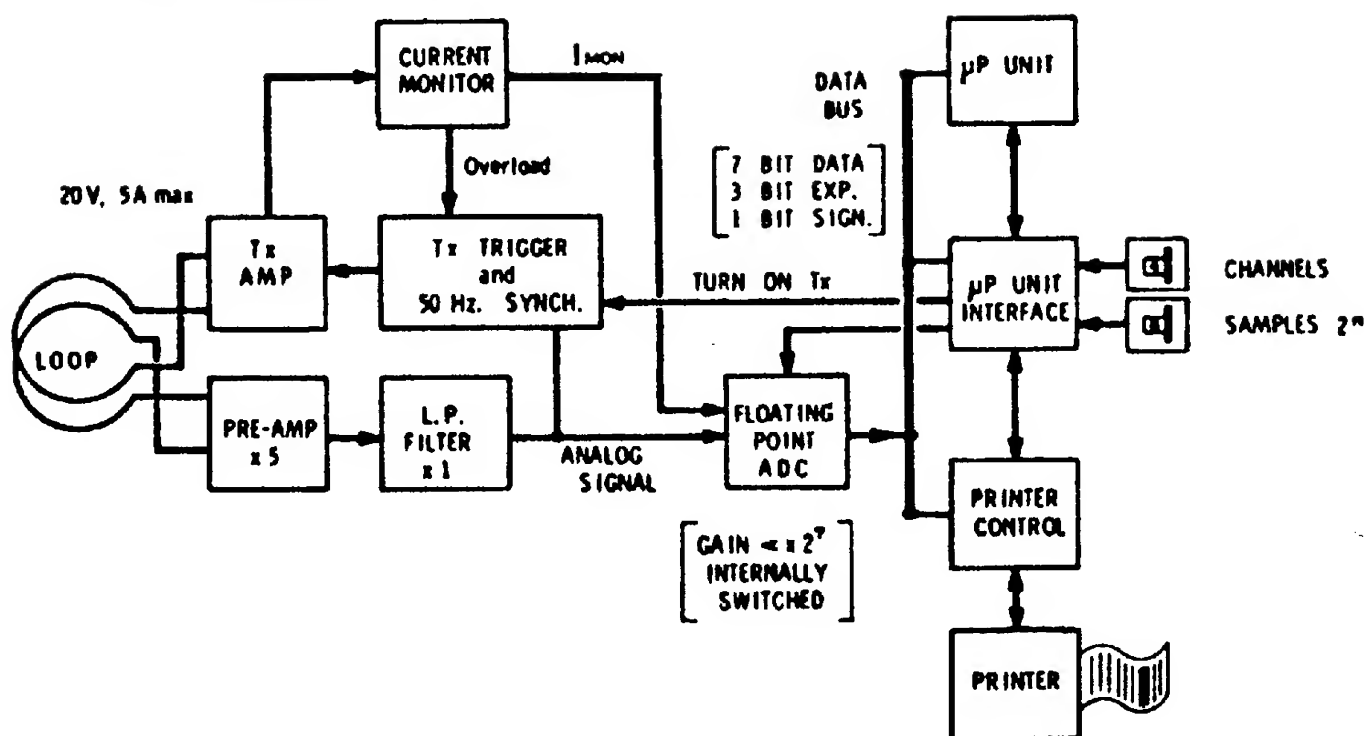 CURRENT
MONITOR
I MON
Overload
20V, 5A max
Tx
AMP
Tx TRIGGER
and
50 Hz. SYNCH.
LOOP
PRE-AMP
x 5
L.P.
FILTER
x 1
ANALOG
SIGNAL
TURN ON Tx
FLOATING
POINT
ADC
[GAIN < x 2⁷
INTERNALLY
SWITCHED]
DATA
BUS
[7 BIT DATA
3 BIT EXP.
1 BIT SIGN.]
µP UNIT
µP UNIT
INTERFACE
CHANNELS
SAMPLES 2ⁿ
PRINTER
CONTROL
PRINTER